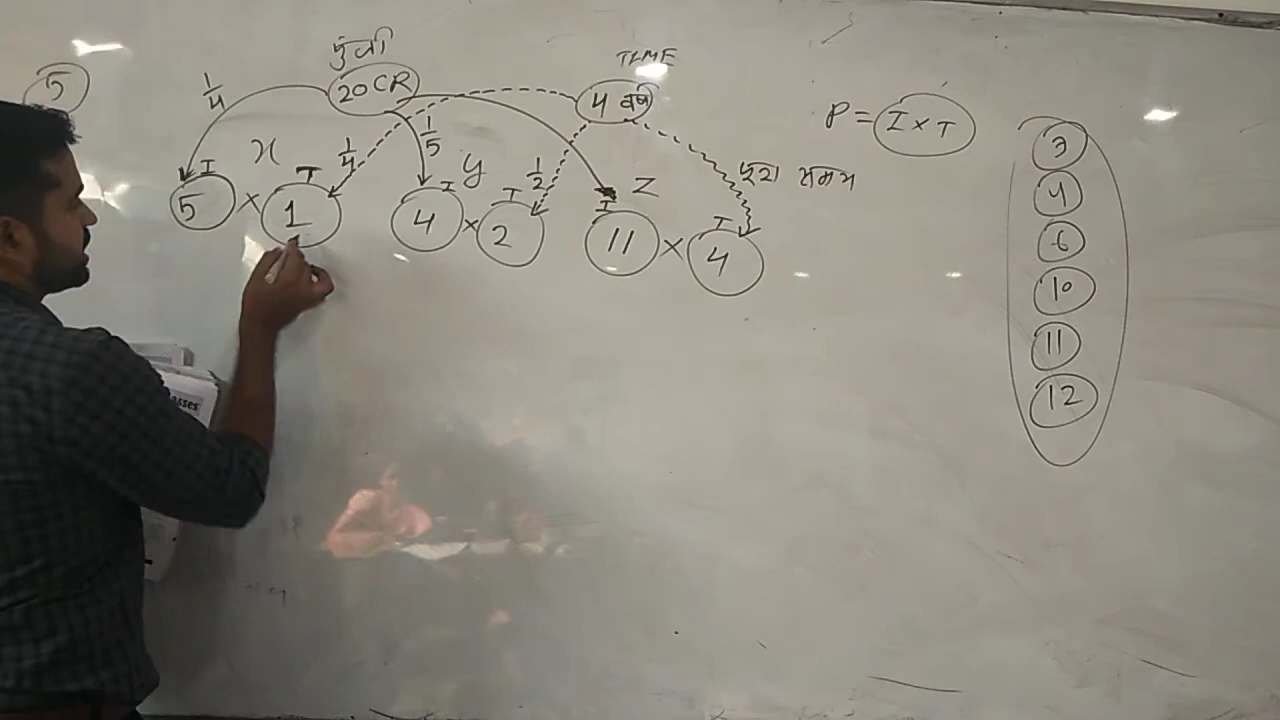 5
पुंजी
TIME
1/4
20 CR
4 वर्ष
P = I × T
x
T
1/4
1/5
y
1/2
Z
पुरा समय
I
I
I
I
T
5 × 1
4 × 2
11 × 4
3
4
6
10
11
12
asses